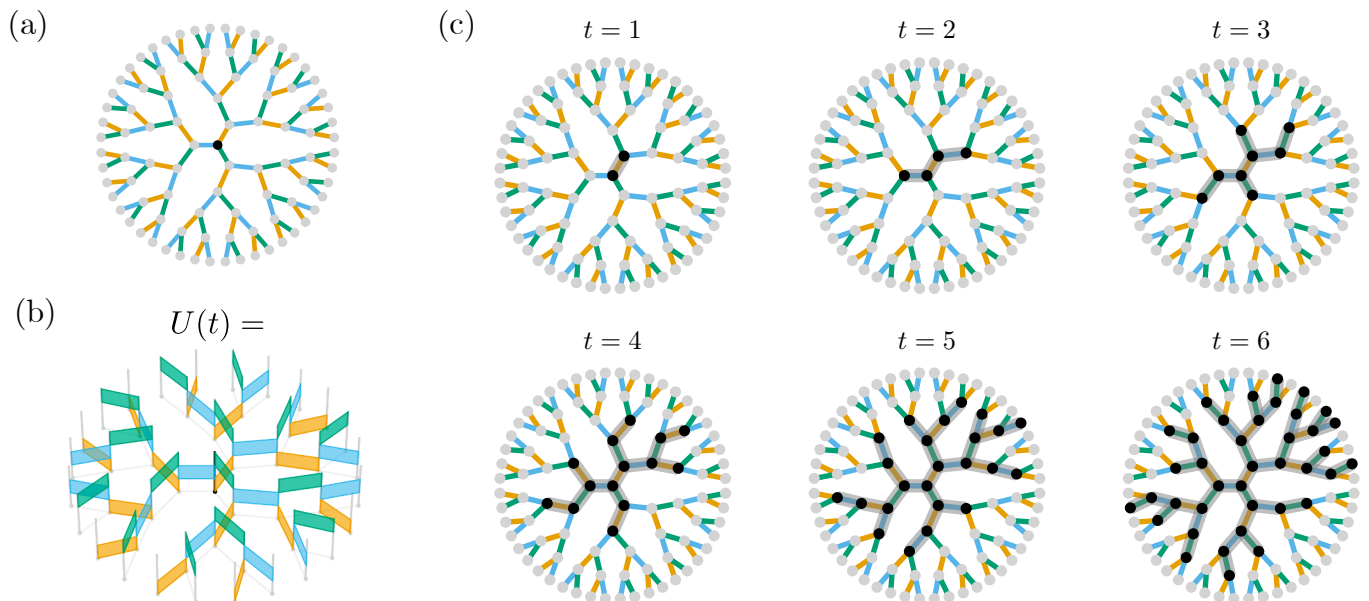 (a)
(b)
U(t) =
(c)
t = 1
t = 2
t = 3
t = 4
t = 5
t = 6